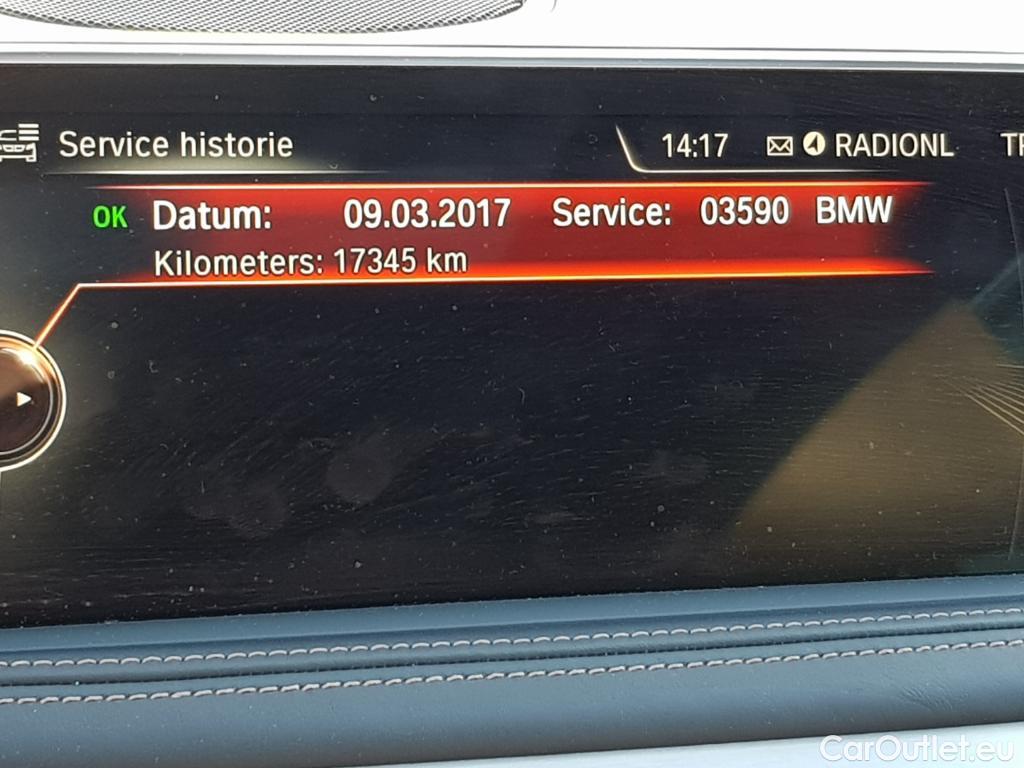 Service historie 14:17 RADIONL
OK Datum: 09.03.2017 Service: 03590 BMW
Kilometers: 17345 km
CarOutlet.eu